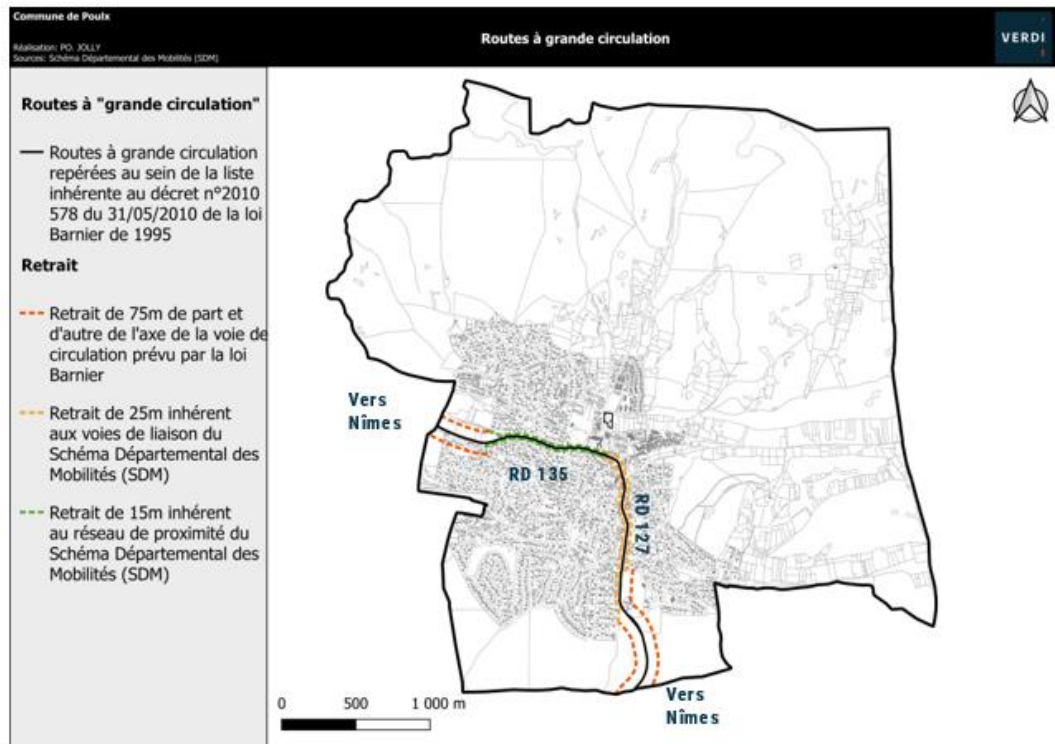 Commune de Poulx
Réalisation: PO. JOLLY
Sources: Schéma Départemental des Mobilités (SDM)
Routes à grande circulation
VERDI
Routes à "grande circulation"
Routes à grande circulation
repérées au sein de la liste
inhérente au décret n°2010
578 du 31/05/2010 de la loi
Barnier de 1995
Retrait
Retrait de 75m de part et
d'autre de l'axe de la voie de
circulation prévu par la loi
Barnier
Retrait de 25m inhérent
aux voies de liaison du
Schéma Départemental des
Mobilités (SDM)
Retrait de 15m inhérent
au réseau de proximité du
Schéma Départemental des
Mobilités (SDM)
Vers
Nîmes
RD 135
RD 127
Vers
Nîmes
0 500 1 000 m